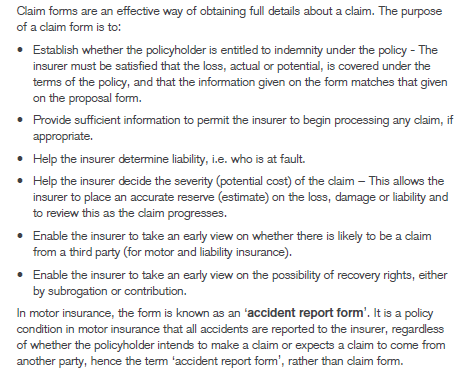 Claim forms are an effective way of obtaining full details about a claim. The purpose
of a claim form is to:
• Establish whether the policyholder is entitled to indemnity under the policy - The
insurer must be satisfied that the loss, actual or potential, is covered under the
terms of the policy, and that the information given on the form matches that given
on the proposal form.
• Provide sufficient information to permit the insurer to begin processing any claim, if
appropriate.
• Help the insurer determine liability, i.e. who is at fault.
• Help the insurer decide the severity (potential cost) of the claim – This allows the
insurer to place an accurate reserve (estimate) on the loss, damage or liability and
to review this as the claim progresses.
• Enable the insurer to take an early view on whether there is likely to be a claim
from a third party (for motor and liability insurance).
• Enable the insurer to take an early view on the possibility of recovery rights, either
by subrogation or contribution.
In motor insurance, the form is known as an ‘accident report form’. It is a policy
condition in motor insurance that all accidents are reported to the insurer, regardless
of whether the policyholder intends to make a claim or expects a claim to come from
another party, hence the term ‘accident report form’, rather than claim form.